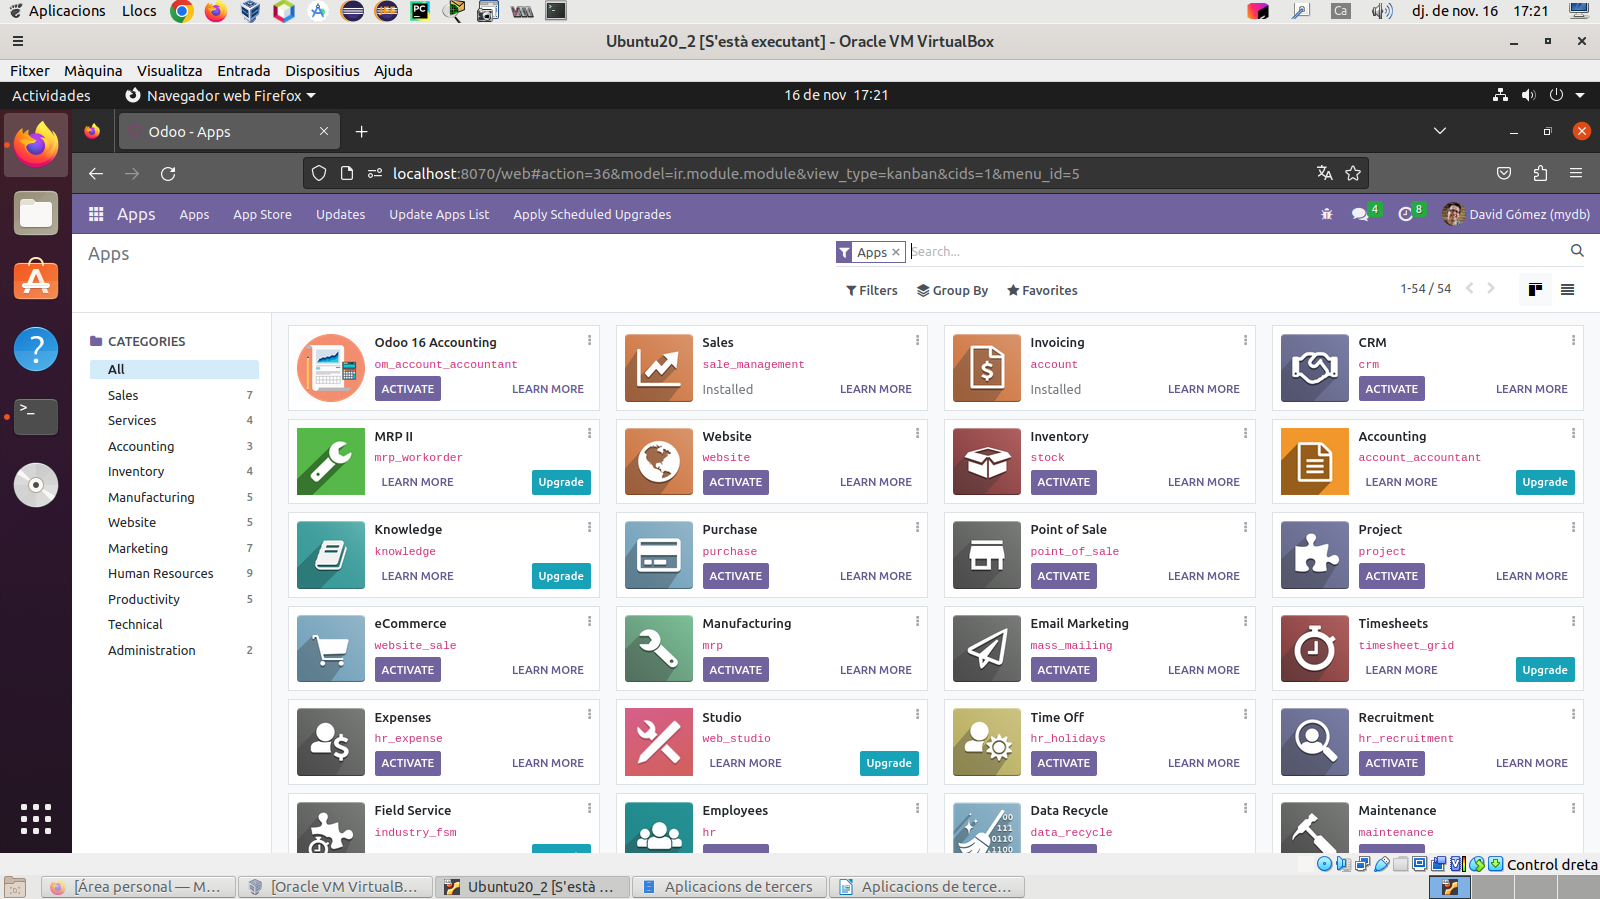 Aplicacions Llocs Ca dj. de nov. 16 17:21
Ubuntu20_2 [S'està executant] - Oracle VM VirtualBox
Fitxer Màquina Visualitza Entrada Dispositius Ajuda
Actividades Navegador web Firefox 16 de nov 17:21
Odoo - Apps
localhost:8070/web#action=36&model=ir.module.module&view_type=kanban&cids=1&menu_id=5
Apps Apps App Store Updates Update Apps List Apply Scheduled Upgrades 4 8 David Gómez (mydb)
Apps Apps Search...
Filters Group By Favorites 1-54 / 54
CATEGORIES
All
Sales 7
Services 4
Accounting 3
Inventory 4
Manufacturing 5
Website 5
Marketing 7
Human Resources 9
Productivity 5
Technical
Administration 2
Odoo 16 Accounting
om_account_accountant
ACTIVATE LEARN MORE
Sales
sale_management
Installed LEARN MORE
Invoicing
account
Installed LEARN MORE
CRM
crm
ACTIVATE LEARN MORE
MRP II
mrp_workorder
LEARN MORE Upgrade
Website
website
ACTIVATE LEARN MORE
Inventory
stock
ACTIVATE LEARN MORE
Accounting
account_accountant
LEARN MORE Upgrade
Knowledge
knowledge
LEARN MORE Upgrade
Purchase
purchase
ACTIVATE LEARN MORE
Point of Sale
point_of_sale
ACTIVATE LEARN MORE
Project
project
ACTIVATE LEARN MORE
eCommerce
website_sale
ACTIVATE LEARN MORE
Manufacturing
mrp
ACTIVATE LEARN MORE
Email Marketing
mass_mailing
ACTIVATE LEARN MORE
Timesheets
timesheet_grid
LEARN MORE Upgrade
Expenses
hr_expense
ACTIVATE LEARN MORE
Studio
web_studio
LEARN MORE Upgrade
Time Off
hr_holidays
ACTIVATE LEARN MORE
Recruitment
hr_recruitment
ACTIVATE LEARN MORE
Field Service
industry_fsm
Employees
hr
Data Recycle
data_recycle
Maintenance
maintenance
Control dreta
[Área personal — M... [Oracle VM VirtualB... Ubuntu20_2 [S'està ... Aplicacions de tercers Aplicacions de terce...